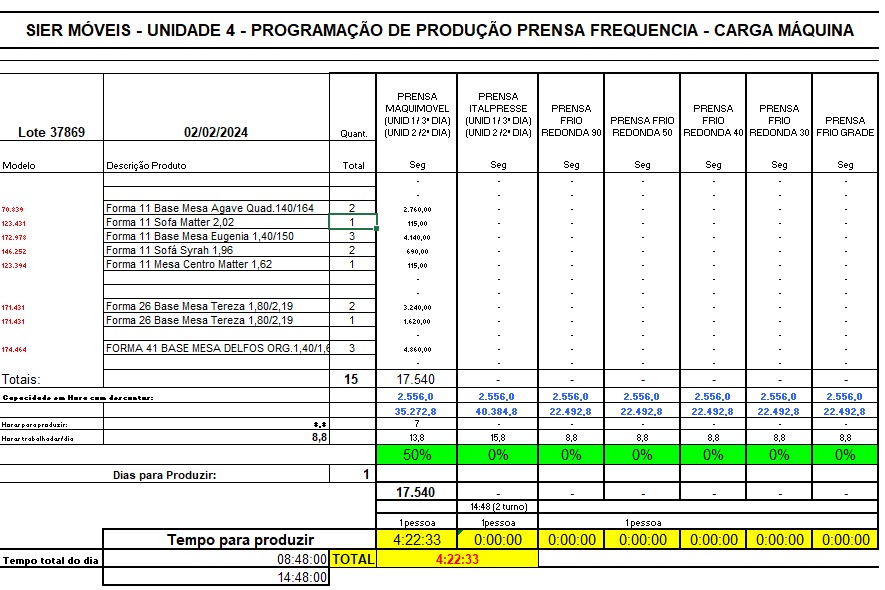 SIER MÓVEIS - UNIDADE 4 - PROGRAMAÇÃO DE PRODUÇÃO PRENSA FREQUENCIA - CARGA MÁQUINA
Lote 37869 02/02/2024 Quant. PRENSA MAQUIMOVEL (UNID 1 / 3ª DIA) (UNID 2 /2ª DIA) PRENSA ITALPRESSE (UNID 1 / 3ª DIA) (UNID 2 /2ª DIA) PRENSA FRIO REDONDA 90 PRENSA FRIO REDONDA 50 PRENSA FRIO REDONDA 40 PRENSA FRIO REDONDA 30 PRENSA FRIO GRADE
Modelo Descrição Produto Total Seg Seg Seg Seg Seg Seg Seg
- - - - - - -
- - - - - - -
70.839 Forma 11 Base Mesa Agave Quad.140/164 2 2.760,00 - - - - - -
123.431 Forma 11 Sofa Matter 2,02 1 115,00 - - - - - -
172.978 Forma 11 Base Mesa Eugenia 1,40/150 3 4.140,00 - - - - - -
146.252 Forma 11 Sofá Syrah 1,96 2 690,00 - - - - - -
123.394 Forma 11 Mesa Centro Matter 1,62 1 115,00 - - - - - -
- - - - - - -
- - - - - - -
171.431 Forma 26 Base Mesa Tereza 1,80/2,19 2 3.240,00 - - - - - -
171.431 Forma 26 Base Mesa Tereza 1,80/2,19 1 1.620,00 - - - - - -
- - - - - - -
174.464 FORMA 41 BASE MESA DELFOS ORG.1,40/1,6 3 4.860,00 - - - - - -
- - - - - - -
Totais: 15 17.540 - - - - - -
Capacidade em Hora com descontar: 2.556,0 2.556,0 2.556,0 2.556,0 2.556,0 2.556,0 2.556,0
35.272,8 40.384,8 22.492,8 22.492,8 22.492,8 22.492,8 22.492,8
Horas para produzir: *,* 7 - - - - - -
Horas trabalhadas/dia 8,8 13,8 15,8 8,8 8,8 8,8 8,8 8,8
50% 0% 0% 0% 0% 0% 0%
Dias para Produzir: 1
17.540 - - - - - -
14:48 (2 turno)
1 pessoa 1 pessoa 1 pessoa
Tempo para produzir 4:22:33 0:00:00 0:00:00 0:00:00 0:00:00 0:00:00 0:00:00
Tempo total do dia 08:48:00 TOTAL 4:22:33
14:48:00